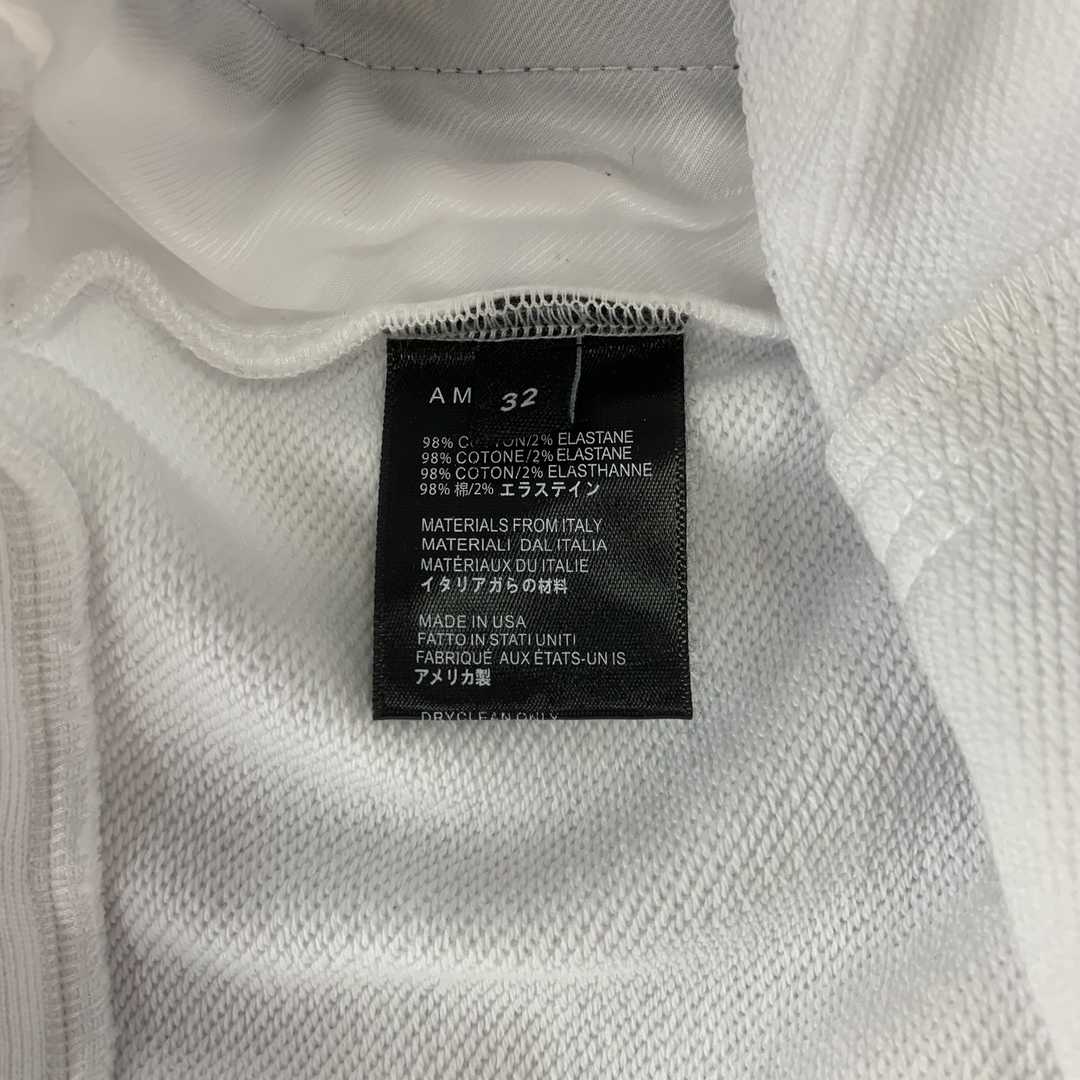 AM 32
98% COTTON/2% ELASTANE
98% COTONE/2% ELASTANE
98% COTON/2% ELASTHANNE
98% 棉/2% エラステイン
MATERIALS FROM ITALY
MATERIALI DAL ITALIA
MATÉRIAUX DU ITALIE
イタリアガらの材料
MADE IN USA
FATTO IN STATI UNITI
FABRIQUÉ AUX ÉTATS-UN IS
アメリカ製
DRYCLEAN ONLY